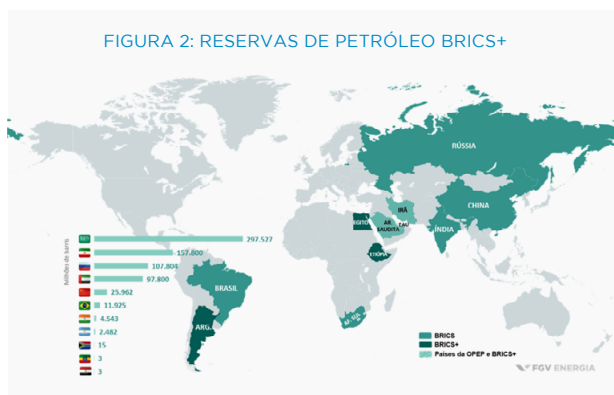 FIGURA 2: RESERVAS DE PETRÓLEO BRICS+
RÚSSIA
CHINA
IRÃ
EGITO
AR.
SAUDITA
EAU
ÍNDIA
ETIÓPIA
Milhões de barris
297.527
157.800
107.804
97.800
25.962
11.925
4.543
2.482
15
3
3
BRASIL
ARG.
ÁF. SUL
BRICS
BRICS+
Países da OPEP e BRICS+
FGV ENERGIA